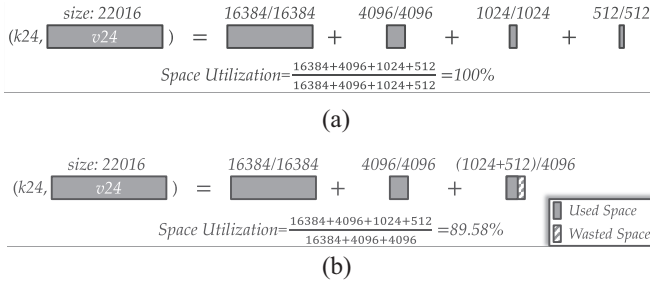 size: 22016 16384/16384 4096/4096 1024/1024 512/512
(k24, v24 ) = + + +
Space Utilization= 16384+4096+1024+512 / 16384+4096+1024+512 =100%
(a)
size: 22016 16384/16384 4096/4096 (1024+512)/4096
(k24, v24 ) = + +
Space Utilization= 16384+4096+1024+512 / 16384+4096+4096 =89.58%
Used Space
Wasted Space
(b)